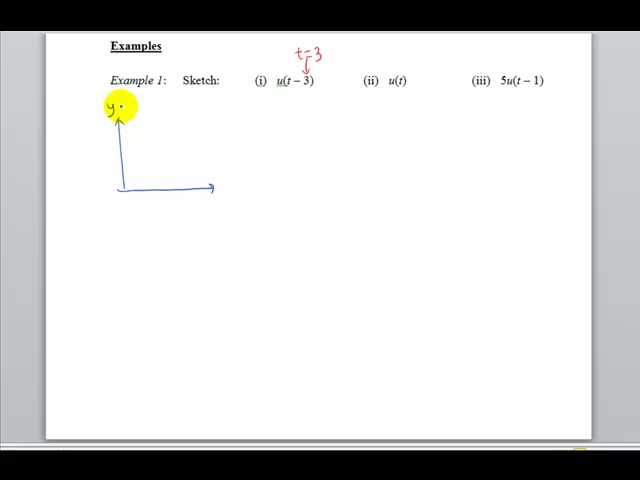 Examples
t=3
Example 1: Sketch: (i) u(t – 3) (ii) u(t) (iii) 5u(t – 1)
y